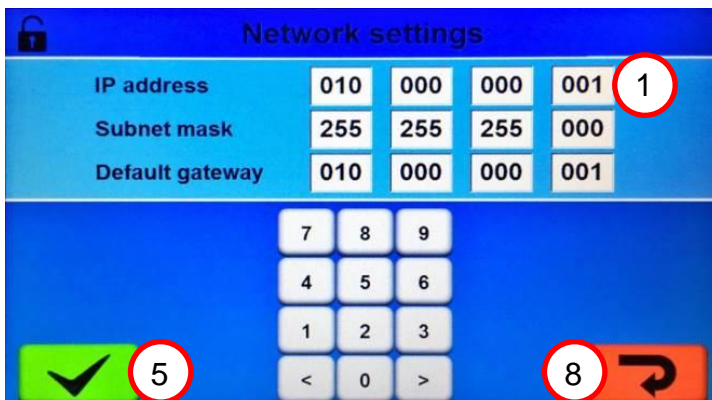 Network settings
IP address 010 000 000 001 1
Subnet mask 255 255 255 000
Default gateway 010 000 000 001
7 8 9
4 5 6
1 2 3
5 < 0 > 8